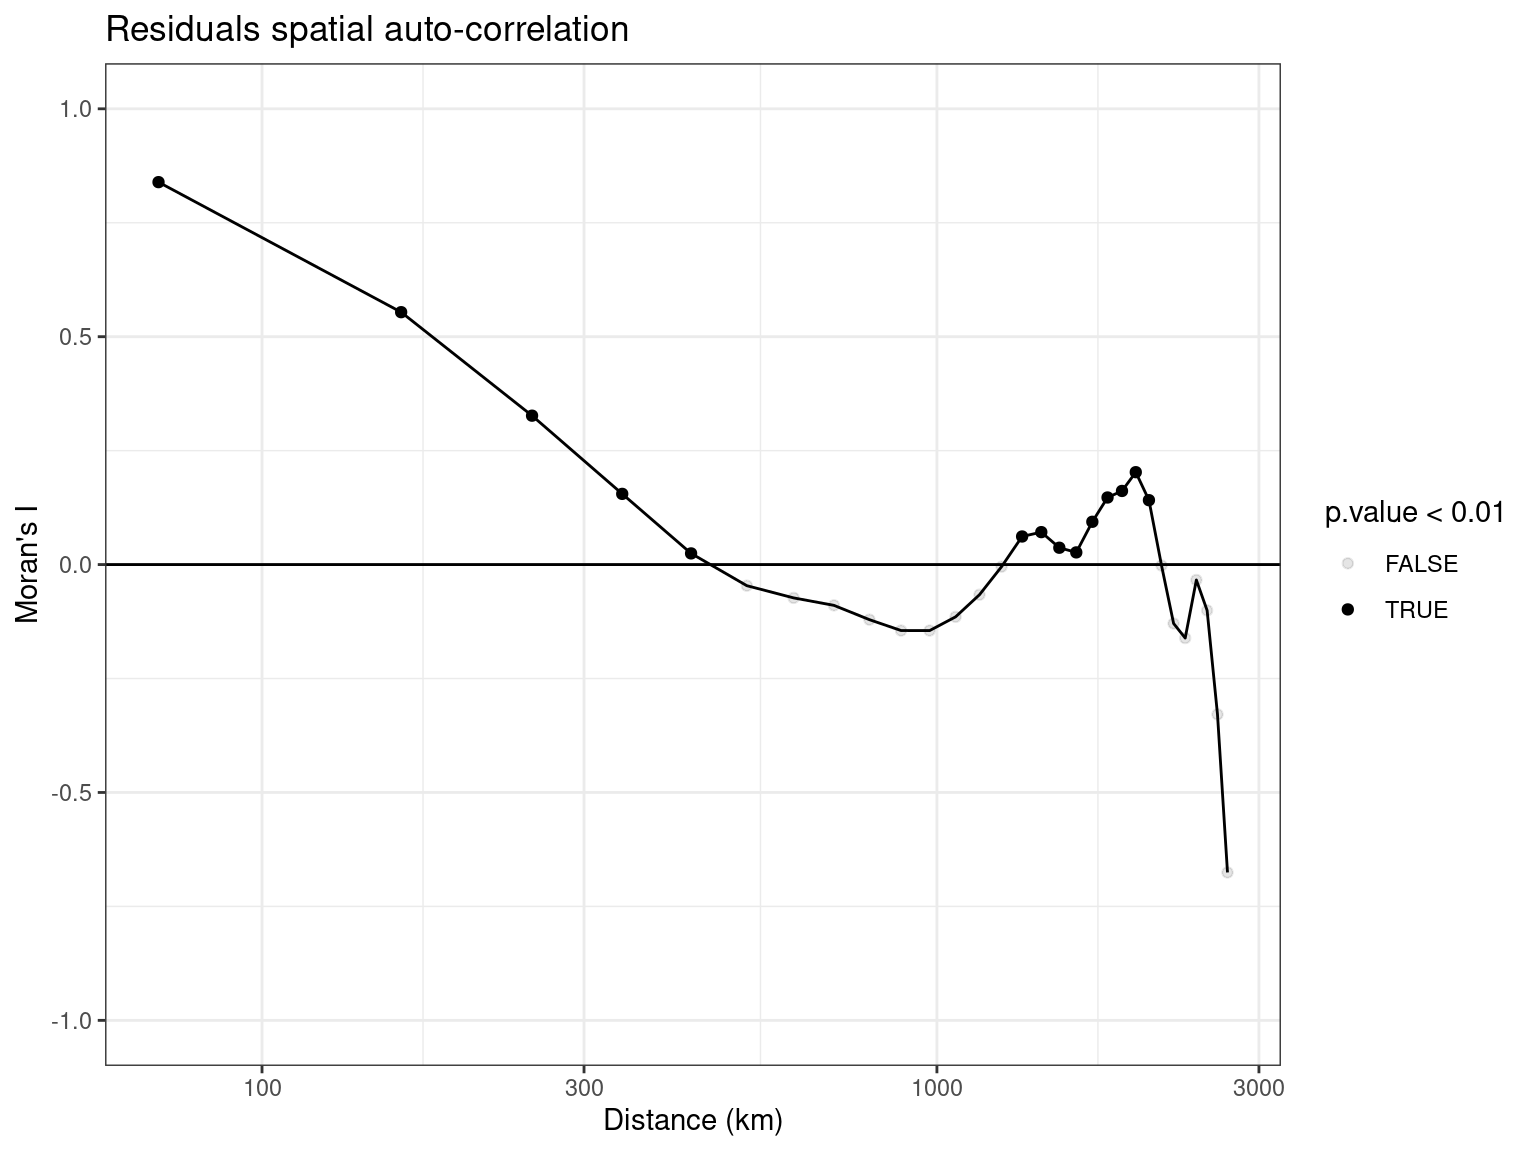 Residuals spatial auto-correlation
1.0
0.5
0.0
-0.5
-1.0
Moran's I
100
300
1000
3000
Distance (km)
p.value < 0.01
FALSE
TRUE